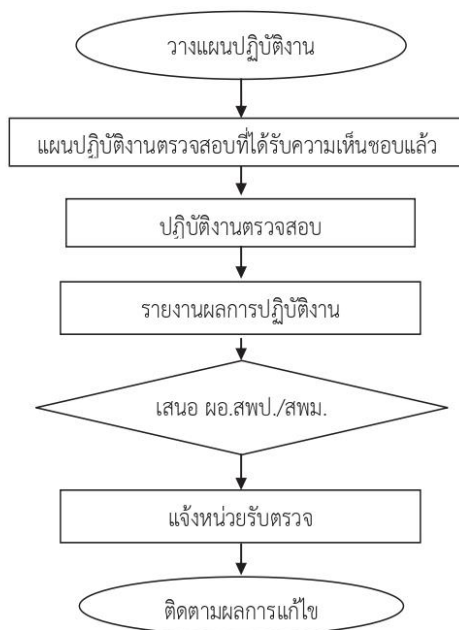 วางแผนปฏิบัติงาน
แผนปฏิบัติงานตรวจสอบที่ได้รับความเห็นชอบแล้ว
ปฏิบัติงานตรวจสอบ
รายงานผลการปฏิบัติงาน
เสนอ ผอ.สพป./สพม.
แจ้งหน่วยรับตรวจ
ติดตามผลการแก้ไข